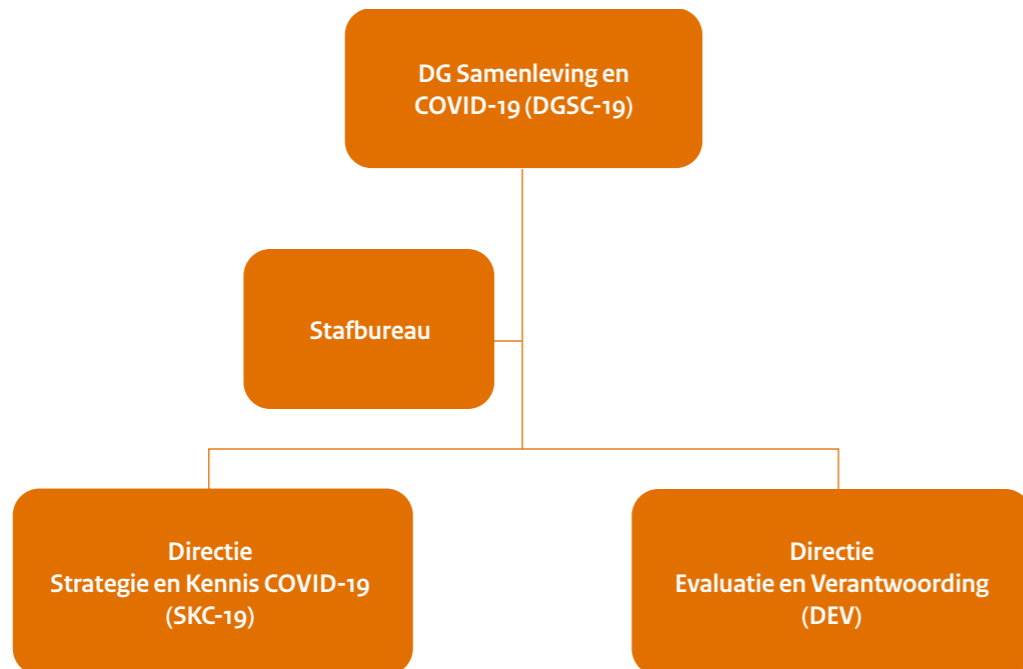 DG Samenleving en
COVID-19 (DGSC-19)
Stafbureau
Directie
Strategie en Kennis COVID-19
(SKC-19)
Directie
Evaluatie en Verantwoording
(DEV)